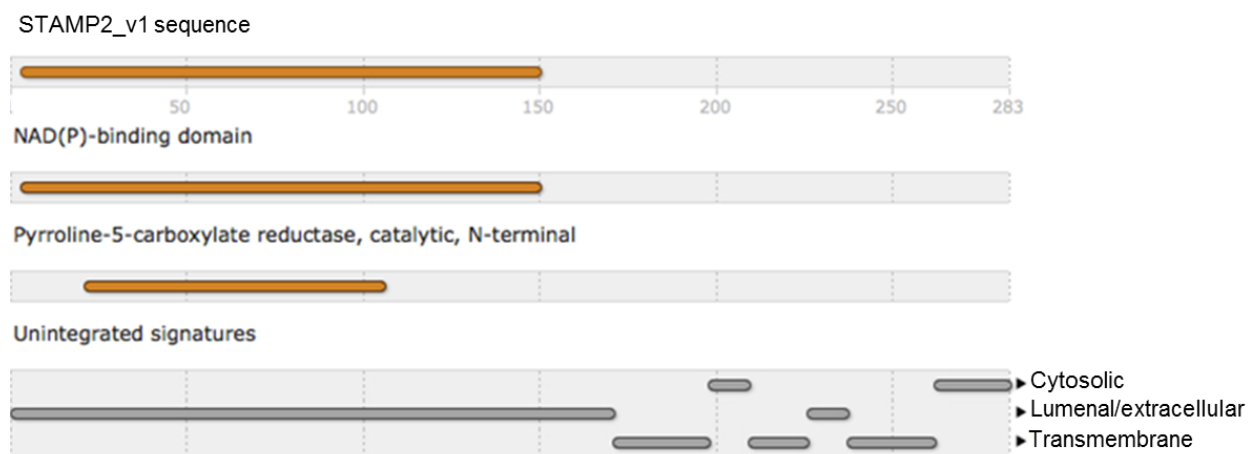 STAMP2_v1 sequence
50 100 150 200 250 283
NAD(P)-binding domain
Pyrroline-5-carboxylate reductase, catalytic, N-terminal
Unintegrated signatures
Cytosolic
Lumenal/extracellular
Transmembrane